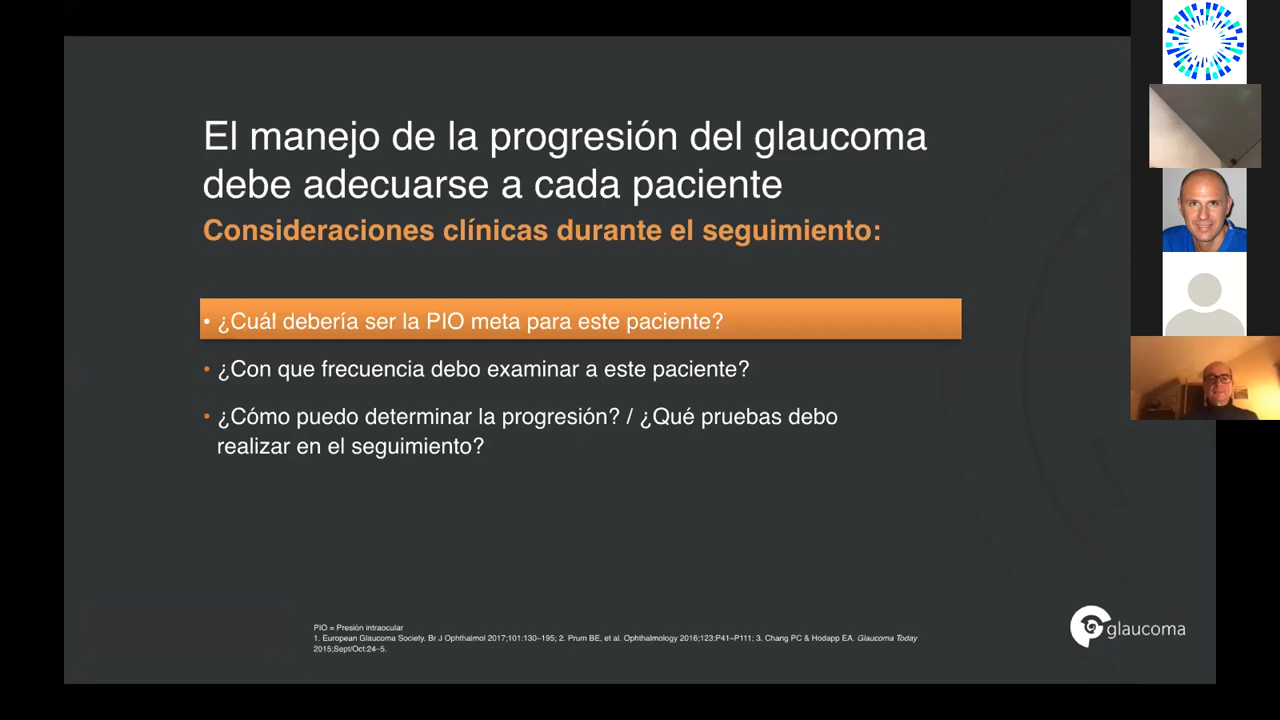 El manejo de la progresión del glaucoma
debe adecuarse a cada paciente
Consideraciones clínicas durante el seguimiento:
• ¿Cuál debería ser la PIO meta para este paciente?
• ¿Con que frecuencia debo examinar a este paciente?
• ¿Cómo puedo determinar la progresión? / ¿Qué pruebas debo
realizar en el seguimiento?
PIO = Presión intraocular
1. European Glaucoma Society. Br J Ophthalmol 2017;101:130–195; 2. Prum BE, et al. Ophthalmology 2016;123:P41–P111; 3. Chang PC & Hodapp EA. Glaucoma Today
2015;Sept/Oct:24–5.
glaucoma